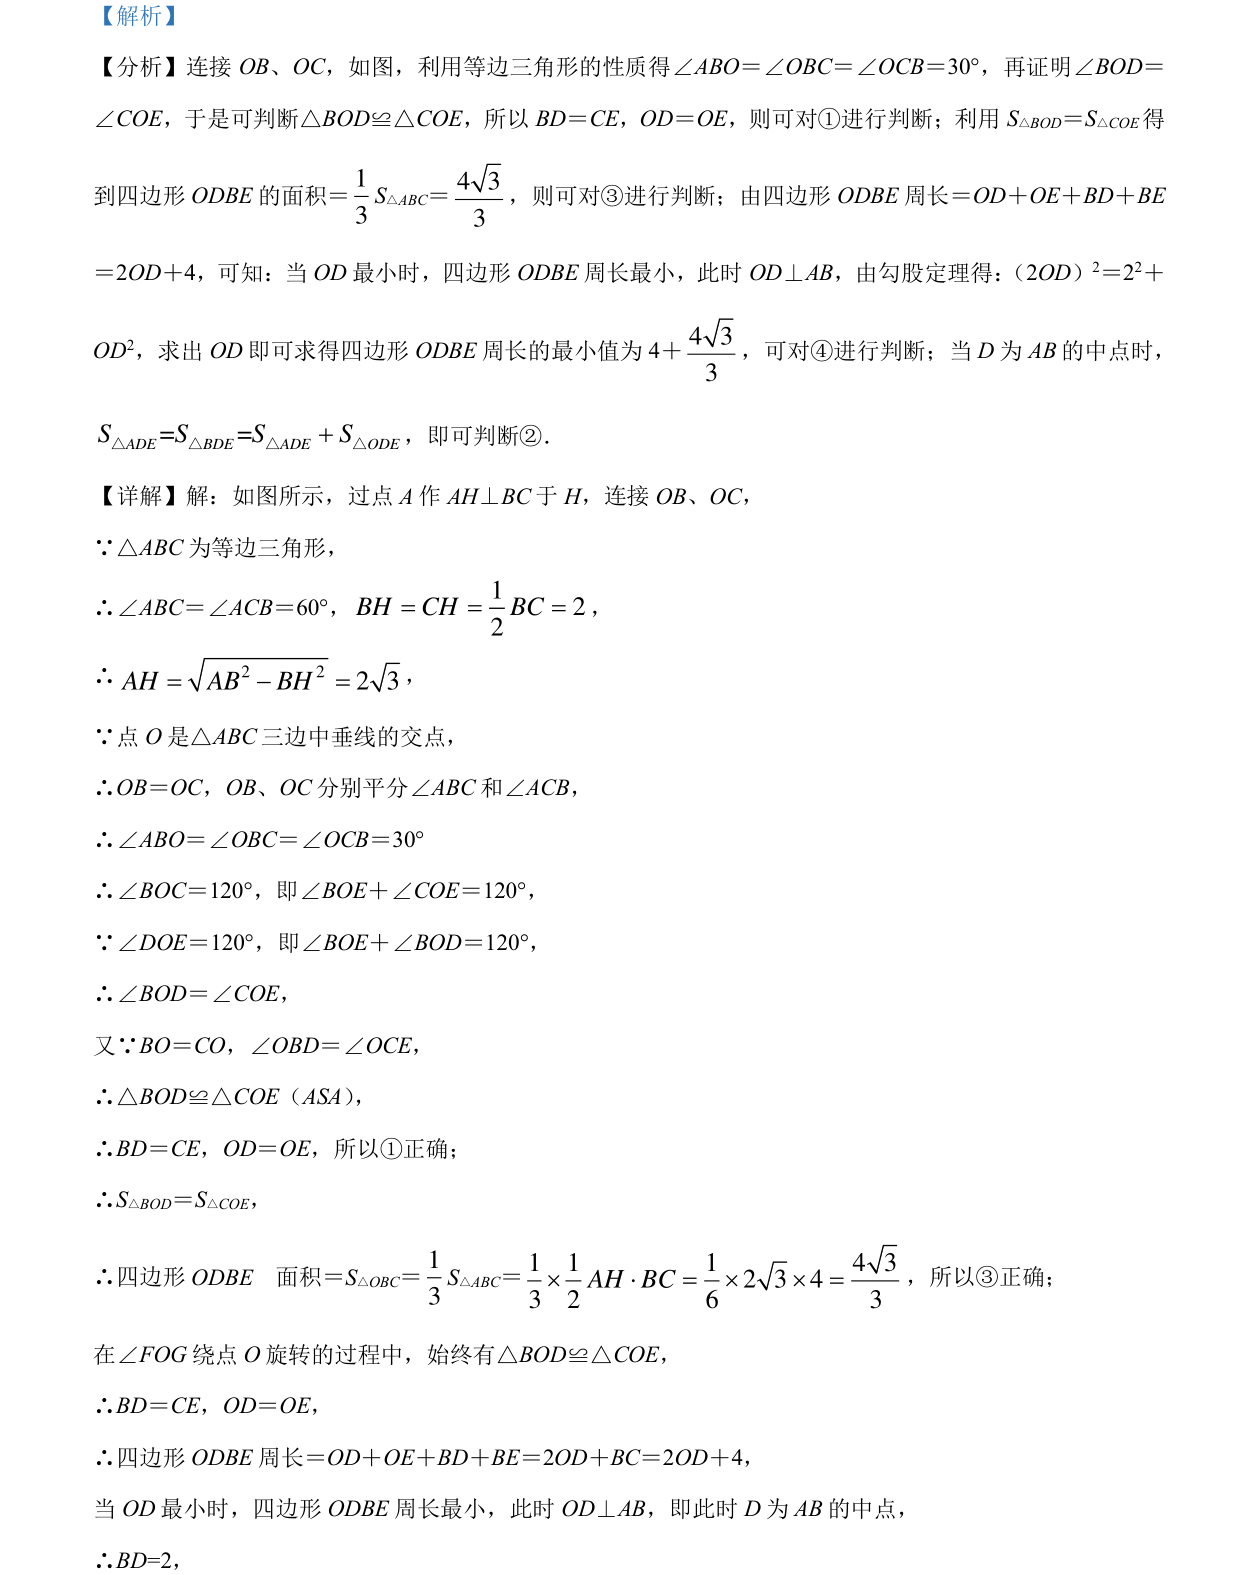 【解析】
【分析】连接 OB、OC，如图，利用等边三角形的性质得∠ABO＝∠OBC＝∠OCB＝30°，再证明∠BOD＝
∠COE，于是可判断△BOD≌△COE，所以 BD＝CE，OD＝OE，则可对①进行判断；利用 S△BOD＝S△COE 得
到四边形 ODBE 的面积＝1/3 S△ABC＝4√3/3，则可对③进行判断；由四边形 ODBE 周长＝OD＋OE＋BD＋BE
＝2OD＋4，可知：当 OD 最小时，四边形 ODBE 周长最小，此时 OD⊥AB，由勾股定理得：（2OD）²＝2²＋
OD²，求出 OD 即可求得四边形 ODBE 周长的最小值为 4＋4√3/3，可对④进行判断；当 D 为 AB 的中点时，
S△ADE=S△BDE=S△ADE + S△ODE，即可判断②．
【详解】解：如图所示，过点 A 作 AH⊥BC 于 H，连接 OB、OC，
∵△ABC 为等边三角形，
∴∠ABC＝∠ACB＝60°，BH = CH = 1/2 BC = 2，
∴AH = √(AB² − BH²) = 2√3，
∵点 O 是△ABC 三边中垂线的交点，
∴OB＝OC，OB、OC 分别平分∠ABC 和∠ACB，
∴∠ABO＝∠OBC＝∠OCB＝30°
∴∠BOC＝120°，即∠BOE＋∠COE＝120°，
∵∠DOE＝120°，即∠BOE＋∠BOD＝120°，
∴∠BOD＝∠COE，
又∵BO＝CO，∠OBD＝∠OCE，
∴△BOD≌△COE（ASA），
∴BD＝CE，OD＝OE，所以①正确；
∴S△BOD＝S△COE，
∴四边形 ODBE 面积＝S△OBC＝1/3 S△ABC＝1/3 × 1/2 AH · BC = 1/6 × 2√3 × 4 = 4√3/3，所以③正确；
在∠FOG 绕点 O 旋转的过程中，始终有△BOD≌△COE，
∴BD＝CE，OD＝OE，
∴四边形 ODBE 周长＝OD＋OE＋BD＋BE＝2OD＋BC＝2OD＋4，
当 OD 最小时，四边形 ODBE 周长最小，此时 OD⊥AB，即此时 D 为 AB 的中点，
∴BD=2，